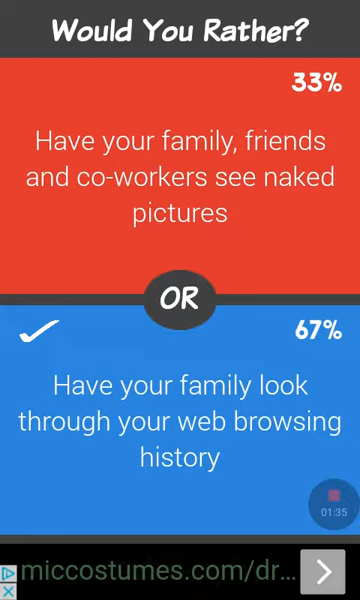 Would You Rather?
33%
Have your family, friends
and co-workers see naked
pictures
OR
67%
Have your family look
through your web browsing
history
01:35
miccostumes.com/dr...